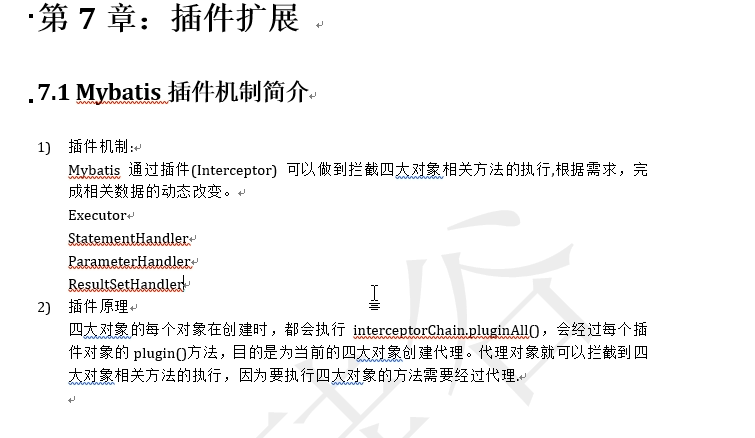 第 7 章：插件扩展
7.1 Mybatis 插件机制简介
1) 插件机制:
Mybatis 通过插件(Interceptor) 可以做到拦截四大对象相关方法的执行,根据需求，完
成相关数据的动态改变。
Executor
StatementHandler
ParameterHandler
ResultSetHandler
2) 插件原理
四大对象的每个对象在创建时，都会执行 interceptorChain.pluginAll()，会经过每个插
件对象的 plugin()方法，目的是为当前的四大对象创建代理。代理对象就可以拦截到四
大对象相关方法的执行，因为要执行四大对象的方法需要经过代理.